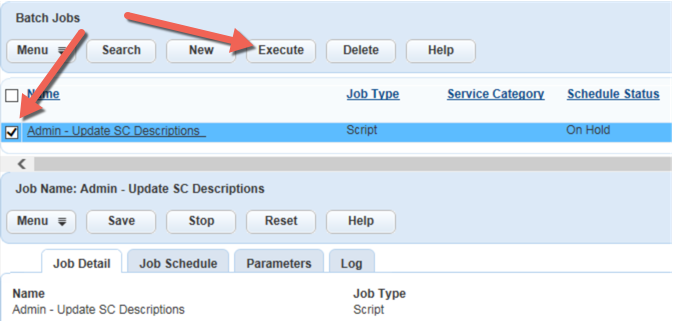 Batch Jobs
Menu Search New Execute Delete Help
Name Job Type Service Category Schedule Status
Admin - Update SC Descriptions Script On Hold
Job Name: Admin - Update SC Descriptions
Menu Save Stop Reset Help
Job Detail Job Schedule Parameters Log
Name Job Type
Admin - Update SC Descriptions Script